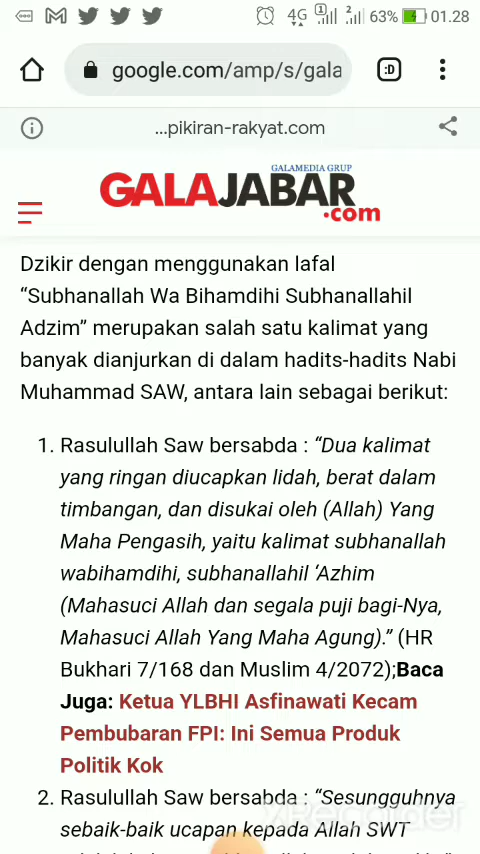 4G 1 2 63% 01.28
google.com/amp/s/gala
:D
...pikiran-rakyat.com
GALAMEDIA GRUP
GALAJABAR
.com
Dzikir dengan menggunakan lafal
“Subhanallah Wa Bihamdihi Subhanallahil
Adzim” merupakan salah satu kalimat yang
banyak dianjurkan di dalam hadits-hadits Nabi
Muhammad SAW, antara lain sebagai berikut:
1. Rasulullah Saw bersabda : “Dua kalimat
yang ringan diucapkan lidah, berat dalam
timbangan, dan disukai oleh (Allah) Yang
Maha Pengasih, yaitu kalimat subhanallah
wabihamdihi, subhanallahil ‘Azhim
(Mahasuci Allah dan segala puji bagi-Nya,
Mahasuci Allah Yang Maha Agung).” (HR
Bukhari 7/168 dan Muslim 4/2072);Baca
Juga: Ketua YLBHI Asfinawati Kecam
Pembubaran FPI: Ini Semua Produk
Politik Kok
2. Rasulullah Saw bersabda : “Sesungguhnya
sebaik-baik ucapan kepada Allah SWT
XRecorder